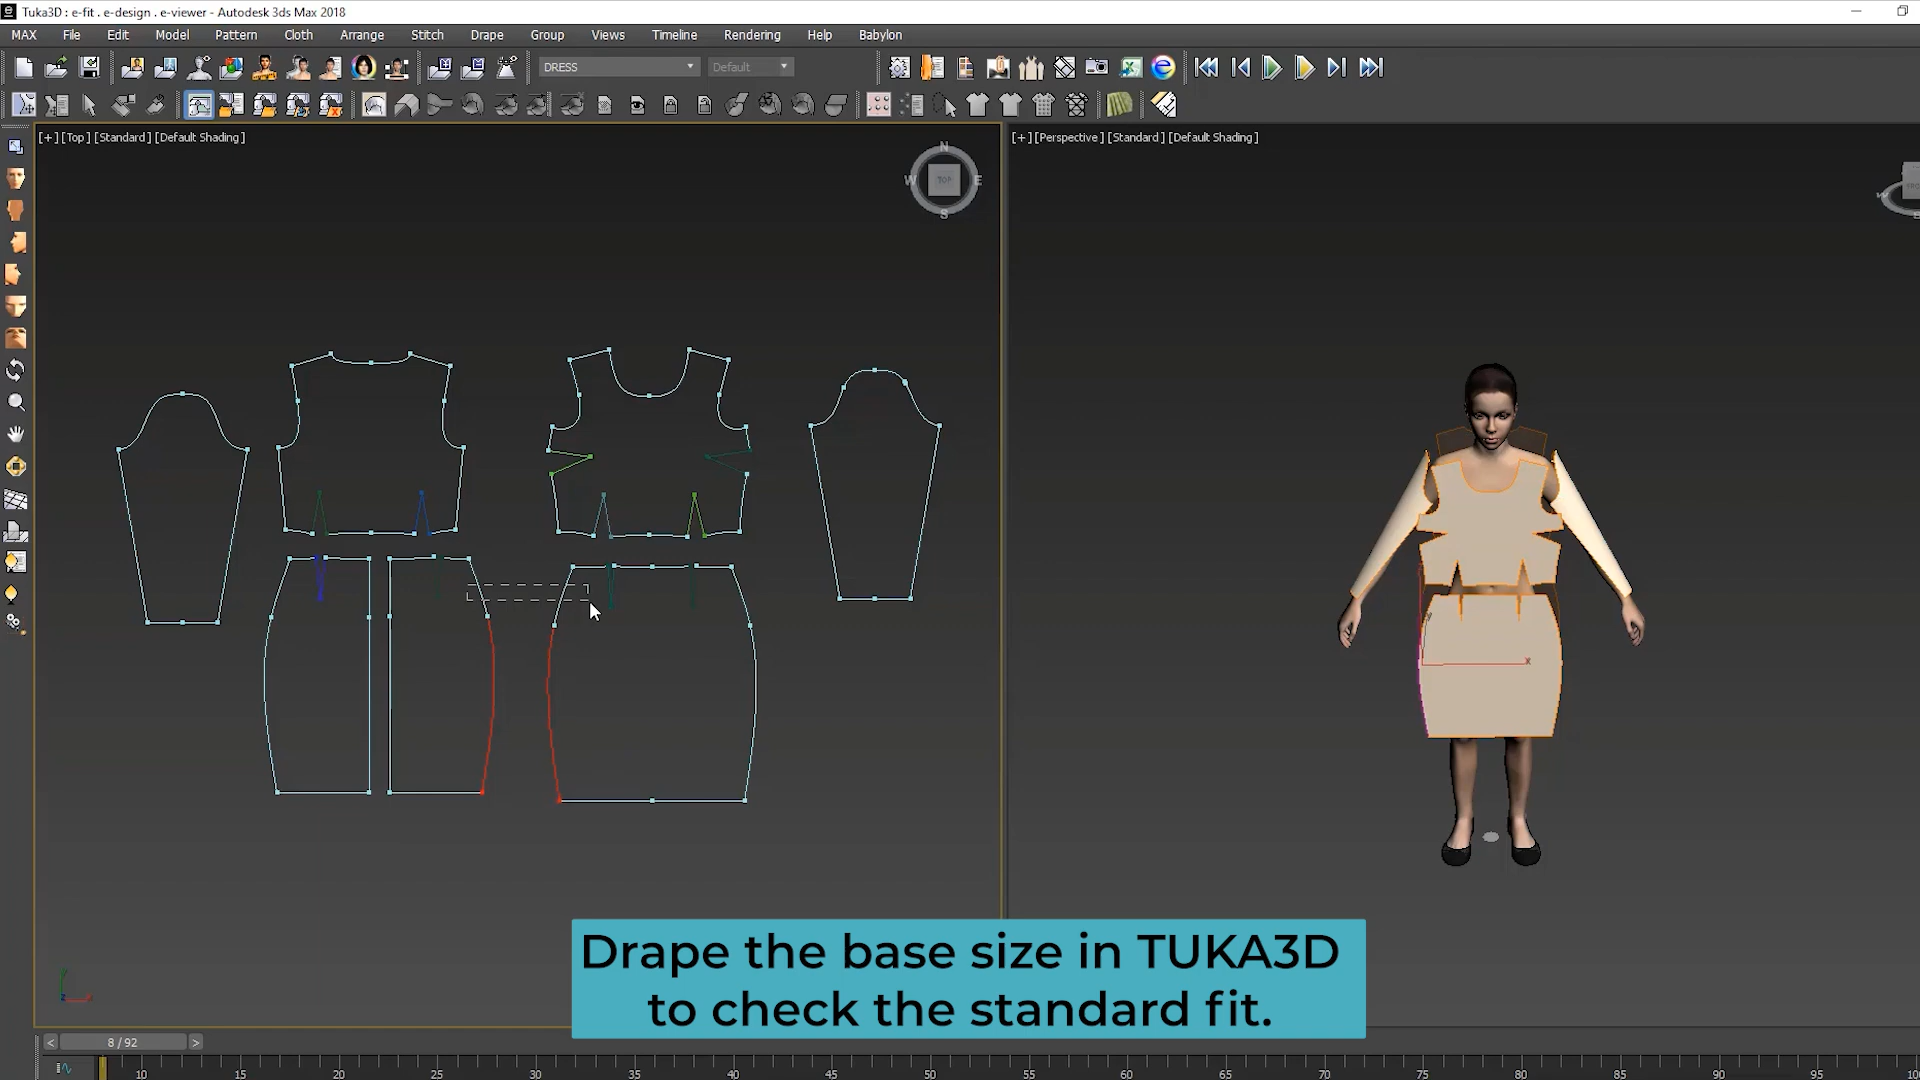 Tuka3D : e-fit . e-design . e-viewer - Autodesk 3ds Max 2018
MAX File Edit Model Pattern Cloth Arrange Stitch Drape Group Views Timeline Rendering Help Babylon
DRESS Default
[+] [Top] [Standard] [Default Shading]
[+] [Perspective] [Standard] [Default Shading]
N
W TOP E
S
Drape the base size in TUKA3D
to check the standard fit.
< 8 / 92 >
10 15 20 25 30 35 40 45 50 55 60 65 70 75 80 85 90 95